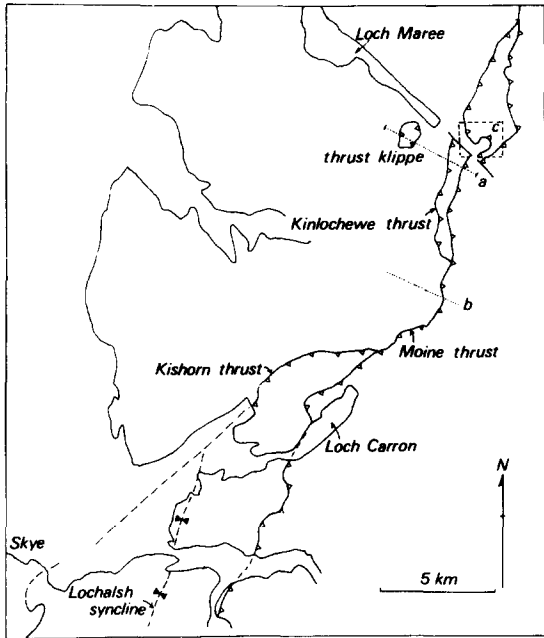 Loch Maree
c
thrust klippe
a
Kinlochewe thrust
b
Moine thrust
Kishorn thrust
Loch Carron
N
Skye
5 km
Lochalsh
syncline